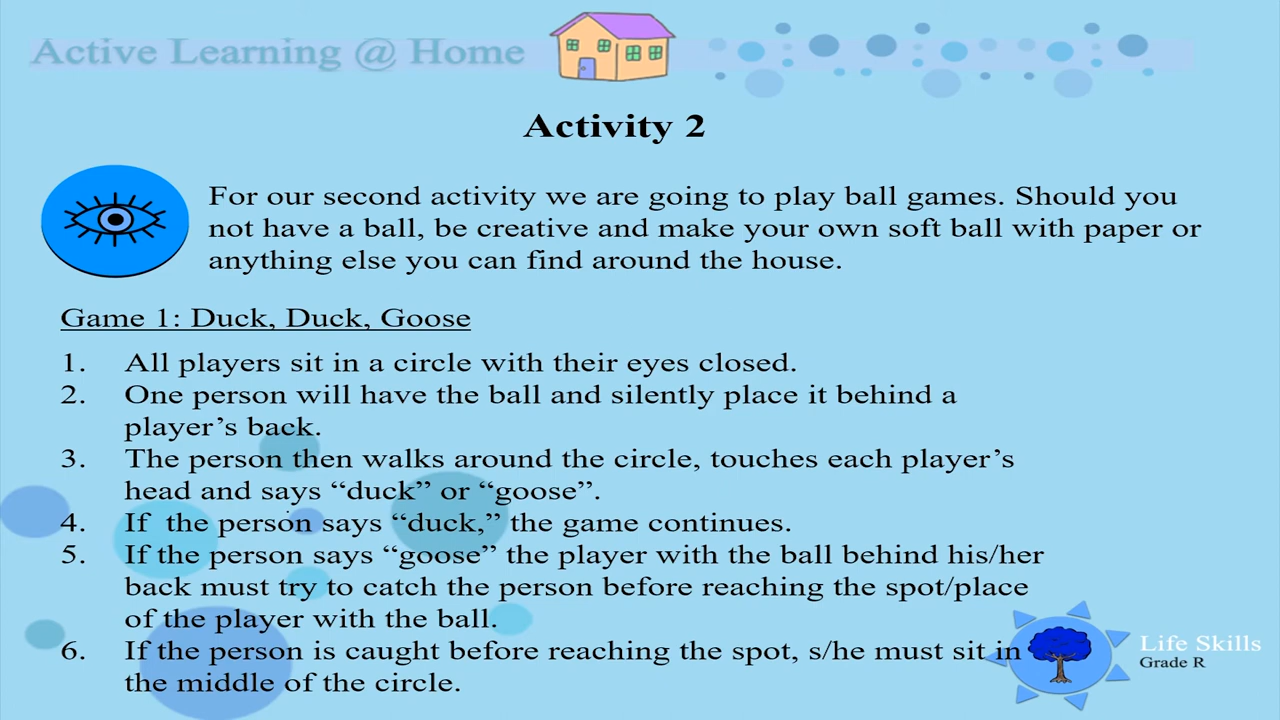 Active Learning @ Home
Activity 2
For our second activity we are going to play ball games. Should you
not have a ball, be creative and make your own soft ball with paper or
anything else you can find around the house.
Game 1: Duck, Duck, Goose
1. All players sit in a circle with their eyes closed.
2. One person will have the ball and silently place it behind a
player’s back.
3. The person then walks around the circle, touches each player’s
head and says “duck” or “goose”.
4. If the person says “duck,” the game continues.
5. If the person says “goose” the player with the ball behind his/her
back must try to catch the person before reaching the spot/place
of the player with the ball.
6. If the person is caught before reaching the spot, s/he must sit in
the middle of the circle.
Life Skills
Grade R